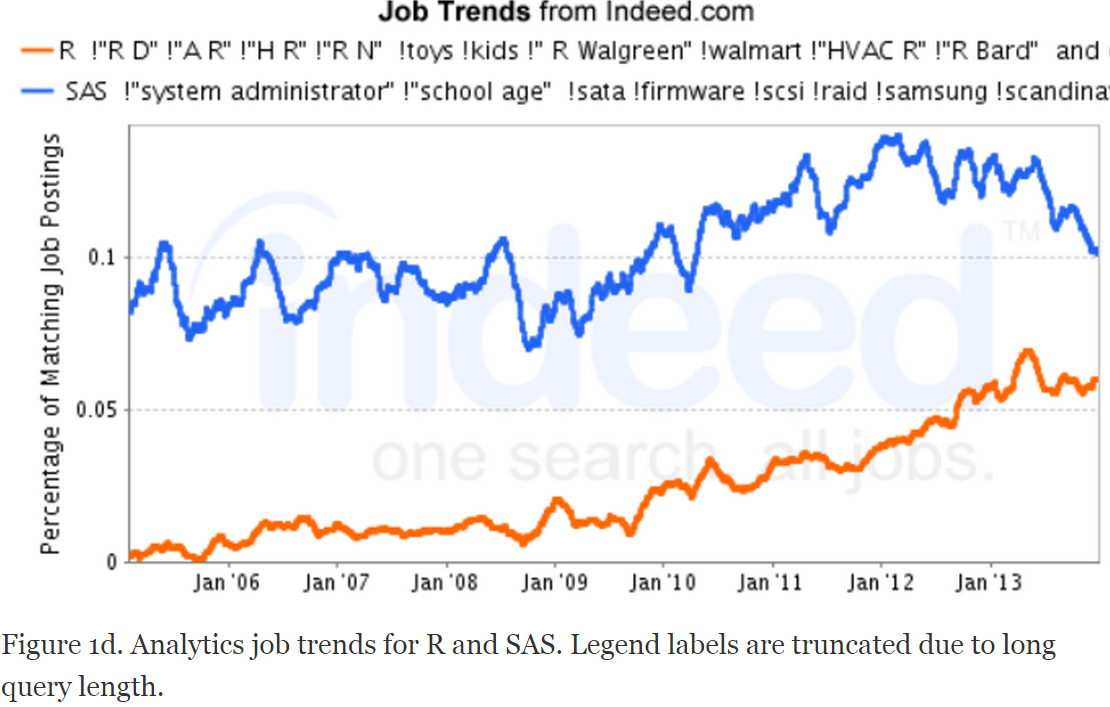 Job Trends from Indeed.com
R !"R D" !"A R" !"H R" !"R N" !toys !kids !" R Walgreen" !walmart !"HVAC R" !"R Bard" and
SAS !"system administrator" !"school age" !sata !firmware !scsi !raid !samsung !scandina
Percentage of Matching Job Postings
0.1
0.05
0
indeed
TM
one search. all jobs.
Jan '06 Jan '07 Jan '08 Jan '09 Jan '10 Jan '11 Jan '12 Jan '13
Figure 1d. Analytics job trends for R and SAS. Legend labels are truncated due to long
query length.